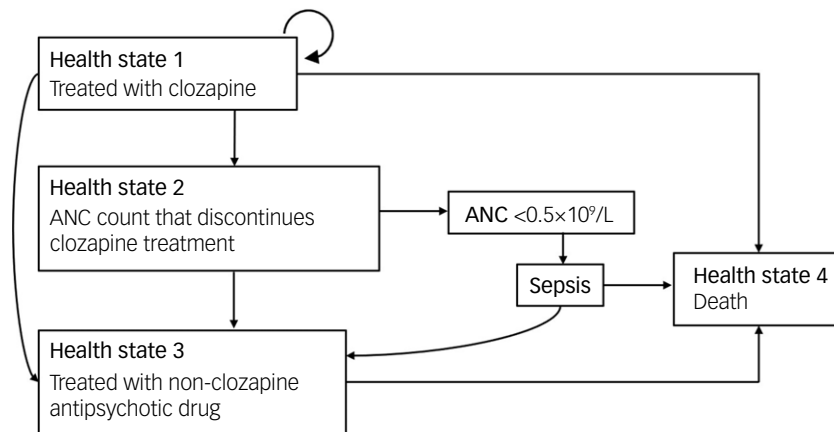 Health state 1
Treated with clozapine
Health state 2
ANC count that discontinues
clozapine treatment
ANC <0.5×10⁹/L
Sepsis
Health state 4
Death
Health state 3
Treated with non-clozapine
antipsychotic drug